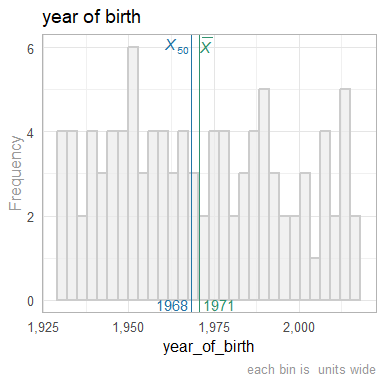 year of birth
X50 X̅
6
4
2
0
Frequency
1968 1971
1,925 1,950 1,975 2,000
year_of_birth
each bin is  units wide